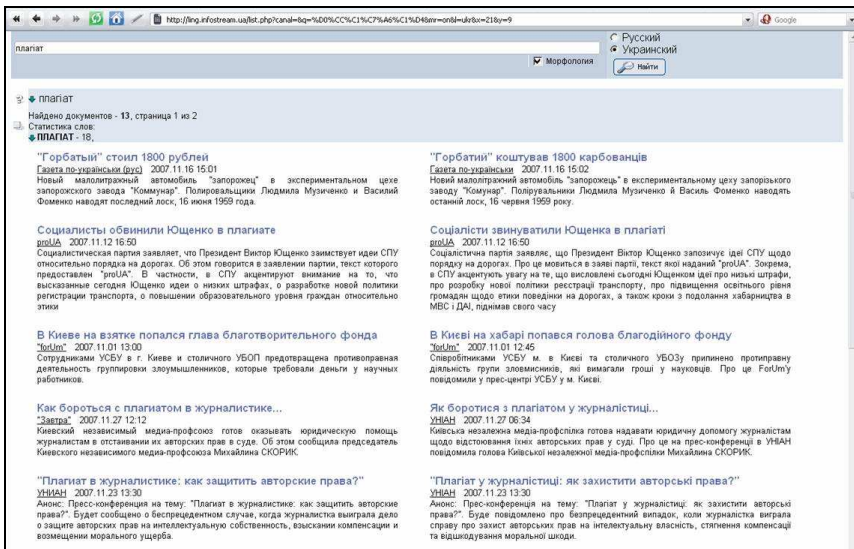 http://ling.infostream.ua/list.php?canal=&q=%D0%CC%C1%C7%A6%C1%D4&mr=on&l=ukr&x=21&y=9
Google
плагіат
Русский
Украинский
Морфология
Найти
плагіат
Найдено документов - 13, страница 1 из 2
Статистика слов:
ПЛАГІАТ - 18,
"Горбатый" стоил 1800 рублей
Газета по-українськи (рус) 2007.11.16 15:01
Новый малолитражный автомобиль "запорожец" в экспериментальном цехе
запорожского завода "Коммунар". Полировальщики Людмила Музиченко и Василий
Фоменко наводят последний лоск, 16 июня 1959 года.
"Горбатий" коштував 1800 карбованців
Газета по-українськи 2007.11.16 15:02
Новий малолітражний автомобіль "запорожець" в експериментальному цеху запорізького
заводу "Комунар". Полірувальники Людмила Музиченко й Василь Фоменко наводять
останній лоск, 16 червня 1959 року.
Социалисты обвинили Ющенко в плагиате
proUA 2007.11.12 16:50
Социалистическая партия заявляет, что Президент Виктор Ющенко заимствует идеи СПУ
относительно порядка на дорогах. Об этом говорится в заявлении партии, текст которого
предоставлен "proUA". В частности, в СПУ акцентируют внимание на то, что
высказанные сегодня Ющенко идеи о низких штрафах, о разработке новой политики
регистрации транспорта, о повышении образовательного уровня граждан относительно
этики
Соціалісти звинуватили Ющенка в плагіаті
proUA 2007.11.12 16:50
Соціалістична партія заявляє, що Президент Віктор Ющенко запозичує ідеї СПУ щодо
порядку на дорогах. Про це мовиться в заяві партії, текст якої наданий "proUA". Зокрема,
в СПУ акцентують увагу на те, що висловлені сьогодні Ющенком ідеї про низькі штрафи,
про розробку нової політики реєстрації транспорту, про підвищення освітнього рівня
громадян щодо етики поведінки на дорогах, а також кроки з подолання хабарництва в
МВС і ДАІ, піднімав свого часу
В Киеве на взятке попался глава благотворительного фонда
"forUm" 2007.11.01 13:00
Сотрудниками УСБУ в г. Киеве и столичного УБОП предотвращена противоправная
деятельность группировки злоумышленников, которые требовали деньги у научных
работников.
В Києві на хабарі попався голова благодійного фонду
"forUm" 2007.11.01 12:45
Співробітниками УСБУ м. в Києві та столичного УБОЗу припинено протиправну
діяльність групи зловмисників, які вимагали гроші у науковців. Про це ForUm'у
повідомили у прес-центрі УСБУ у м. Києві.
Как бороться с плагиатом в журналистике...
"Завтра" 2007.11.27 12:12
Киевский независимый медиа-профсоюз готов оказывать юридическую помощь
журналистам в отстаивании их авторских прав в суде. Об этом сообщила председатель
Киевского независимого медиа-профсоюза Михайлина СКОРИК.
Як боротися з плагіатом у журналістиці...
УНІАН 2007.11.27 06:34
Київська незалежна медіа-профспілка готова надавати юридичну допомогу журналістам
щодо відстоювання їхніх авторських прав у суді. Про це на прес-конференції в УНІАН
повідомила голова Київської незалежної медіа-профспілки Михайлина СКОРИК.
"Плагиат в журналистике: как защитить авторские права?"
УНИАН 2007.11.23 13:30
Анонс: Пресс-конференция на тему: "Плагиат в журналистике: как защитить авторские
права?". Будет сообщено о беспрецедентном случае, когда журналистка выиграла дело
о защите авторских прав на интеллектуальную собственность, взыскании компенсации и
возмещении морального ущерба.
"Плагіат у журналістиці: як захистити авторські права?"
УНІАН 2007.11.23 13:30
Анонс: Прес-конференція на тему: "Плагіат у журналістиці: як захистити авторські
права?". Буде повідомлено про безпрецедентний випадок, коли журналістка виграла
справу про захист авторських прав на інтелектуальну власність, стягнення компенсації
та відшкодування моральної шкоди.